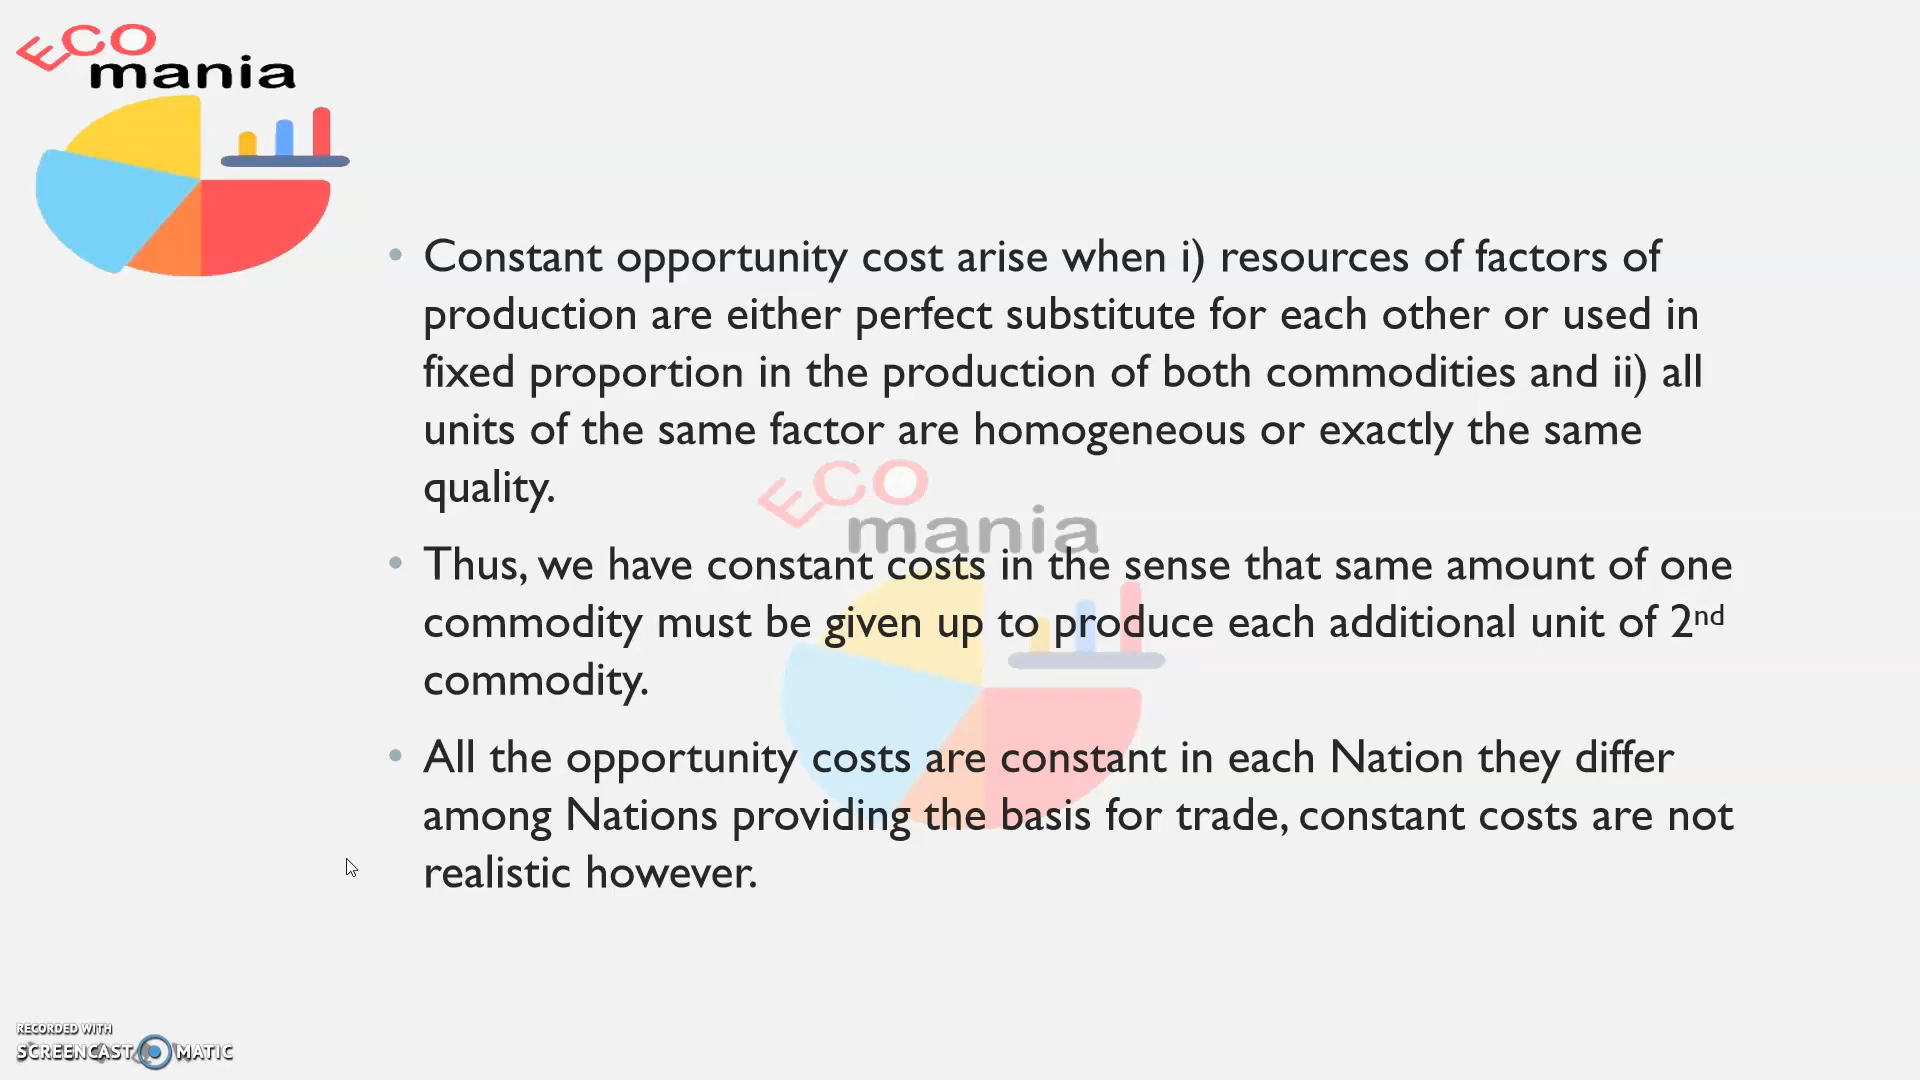 ECO
mania
• Constant opportunity cost arise when i) resources of factors of
production are either perfect substitute for each other or used in
fixed proportion in the production of both commodities and ii) all
units of the same factor are homogeneous or exactly the same
quality.
ECO
mania
• Thus, we have constant costs in the sense that same amount of one
commodity must be given up to produce each additional unit of 2nd
commodity.
• All the opportunity costs are constant in each Nation they differ
among Nations providing the basis for trade, constant costs are not
realistic however.
RECORDED WITH
SCREENCAST MATIC